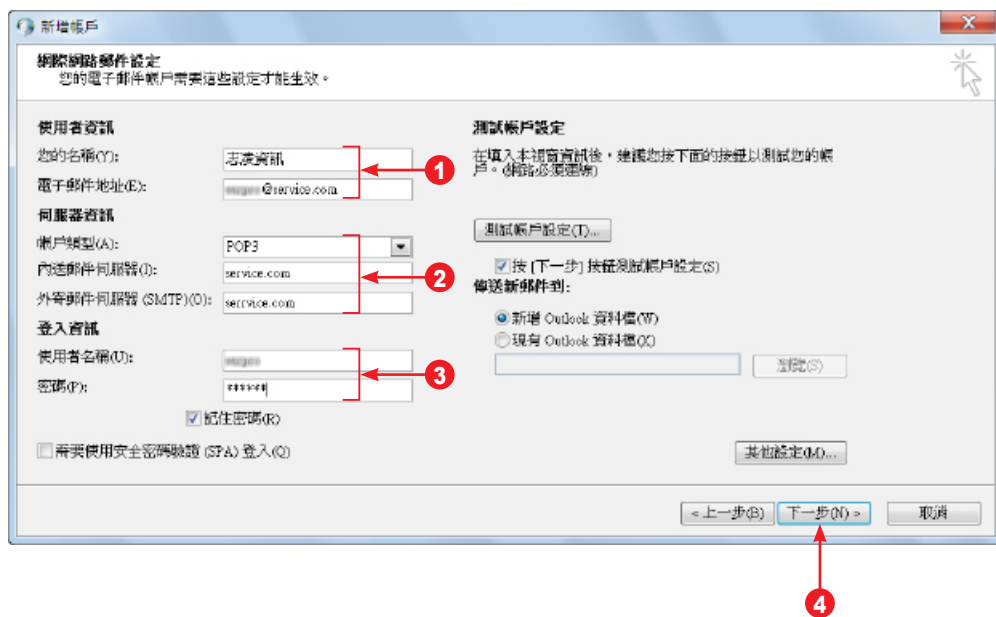 新增帳戶
網際網路郵件設定
您的電子郵件帳戶需要這些設定才能生效。
使用者資訊
您的名稱(Y):
志凌資訊
1
電子郵件地址(E):
@service.com
伺服器資訊
帳戶類型(A):
POP3
內送郵件伺服器(I):
service.com
2
外寄郵件伺服器 (SMTP)(O):
serrvice.com
登入資訊
使用者名稱(U):
密碼(P):
*******
3
記住密碼(R)
需要使用安全密碼驗證 (SPA) 登入(Q)
測試帳戶設定
在填入本視窗資訊後，建議您按下面的按鈕以測試您的帳
戶。(網路必須連線)
測試帳戶設定(T)...
按 [下一步] 按鈕測試帳戶設定(S)
傳送新郵件到:
新增 Outlook 資料檔(W)
現有 Outlook 資料檔(X)
瀏覽(S)
其他設定(M)...
< 上一步(B)
下一步(N) >
取消
4